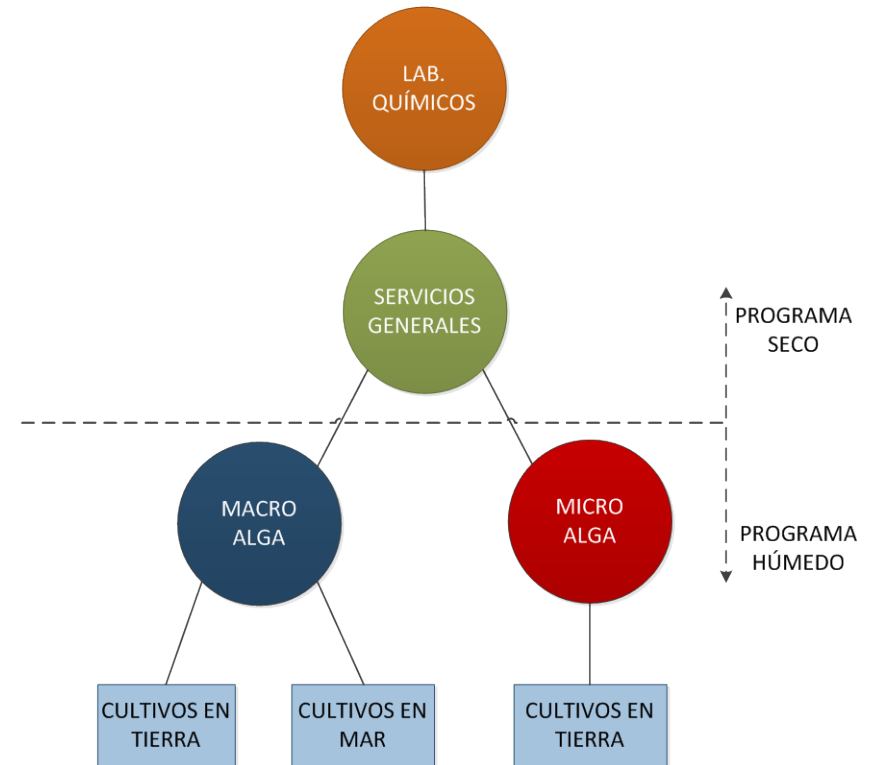 LAB.
QUÍMICOS
SERVICIOS
GENERALES
PROGRAMA
SECO
MACRO
ALGA
MICRO
ALGA
PROGRAMA
HÚMEDO
CULTIVOS EN
TIERRA
CULTIVOS EN
MAR
CULTIVOS EN
TIERRA